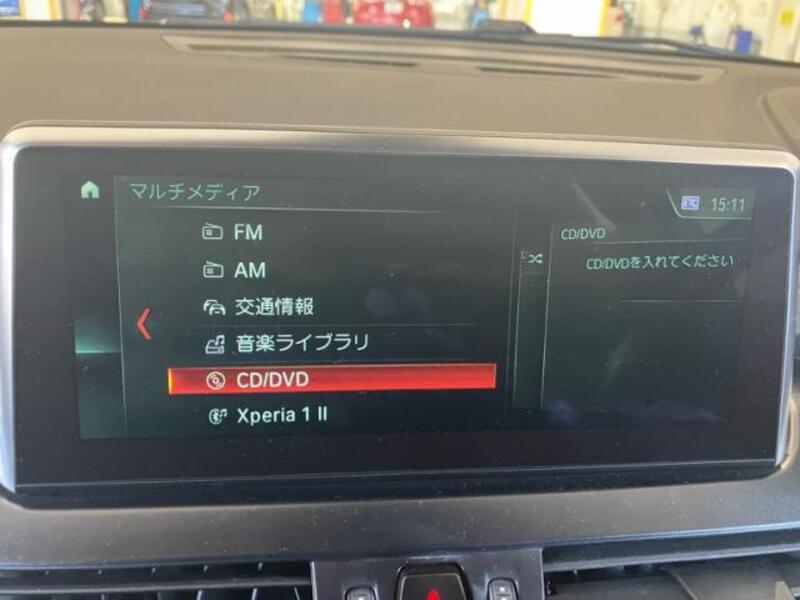 マルチメディア
FM
AM
交通情報
音楽ライブラリ
CD/DVD
Xperia 1 II
ETC 15:11
CD/DVD
CD/DVDを入れてください